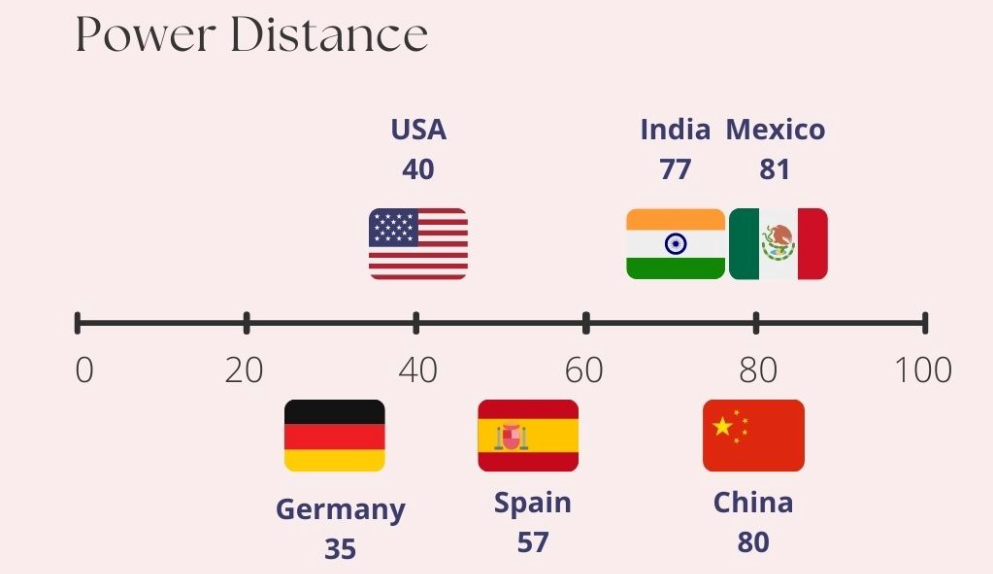 Power Distance
USA
40
India
77
Mexico
81
0 20 40 60 80 100
Germany
35
Spain
57
China
80